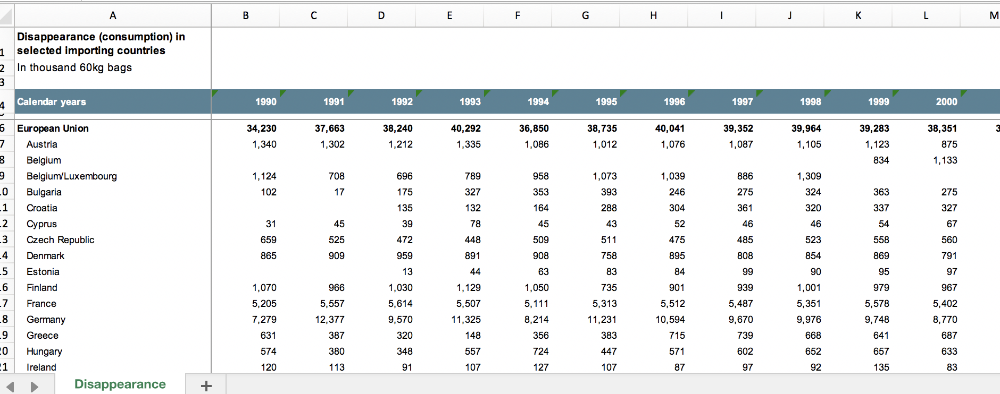 A B C D E F G H I J K L M
Disappearance (consumption) in
1 selected importing countries
2 In thousand 60kg bags
3
4 Calendar years 1990 1991 1992 1993 1994 1995 1996 1997 1998 1999 2000
6 European Union 34,230 37,663 38,240 40,292 36,850 38,735 40,041 39,352 39,964 39,283 38,351 3
7 Austria 1,340 1,302 1,212 1,335 1,086 1,012 1,076 1,087 1,105 1,123 875
8 Belgium 834 1,133
9 Belgium/Luxembourg 1,124 708 696 789 958 1,073 1,039 886 1,309
.0 Bulgaria 102 17 175 327 353 393 246 275 324 363 275
.1 Croatia 135 132 164 288 304 361 320 337 327
.2 Cyprus 31 45 39 78 45 43 52 46 46 54 67
.3 Czech Republic 659 525 472 448 509 511 475 485 523 558 560
.4 Denmark 865 909 959 891 908 758 895 808 854 869 791
.5 Estonia 13 44 63 83 84 99 90 95 97
.6 Finland 1,070 966 1,030 1,129 1,050 735 901 939 1,001 979 967
.7 France 5,205 5,557 5,614 5,507 5,111 5,313 5,512 5,487 5,351 5,578 5,402
.8 Germany 7,279 12,377 9,570 11,325 8,214 11,231 10,594 9,670 9,976 9,748 8,770
.9 Greece 631 387 320 148 356 383 715 739 668 641 687
20 Hungary 574 380 348 557 724 447 571 602 652 657 633
21 Ireland 120 113 91 107 127 107 87 97 92 135 83
Disappearance +